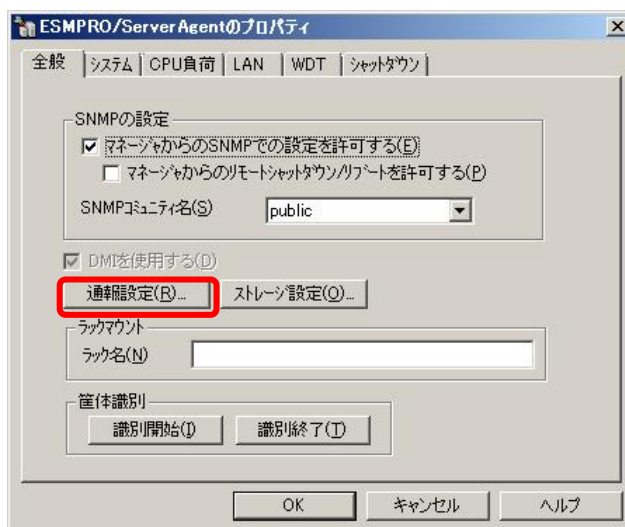 ESMPRO/ServerAgentのプロパティ
全般 システム CPU負荷 LAN WDT シャットダウン
SNMPの設定
マネージャからのSNMPでの設定を許可する(E)
マネージャからのリモートシャットダウン/リブートを許可する(P)
SNMPコミュニティ名(S) public
DMIを使用する(D)
通報設定(R)... ストレージ設定(O)...
ラックマウント
ラック名(N)
筐体識別
識別開始(I) 識別終了(T)
OK キャンセル ヘルプ